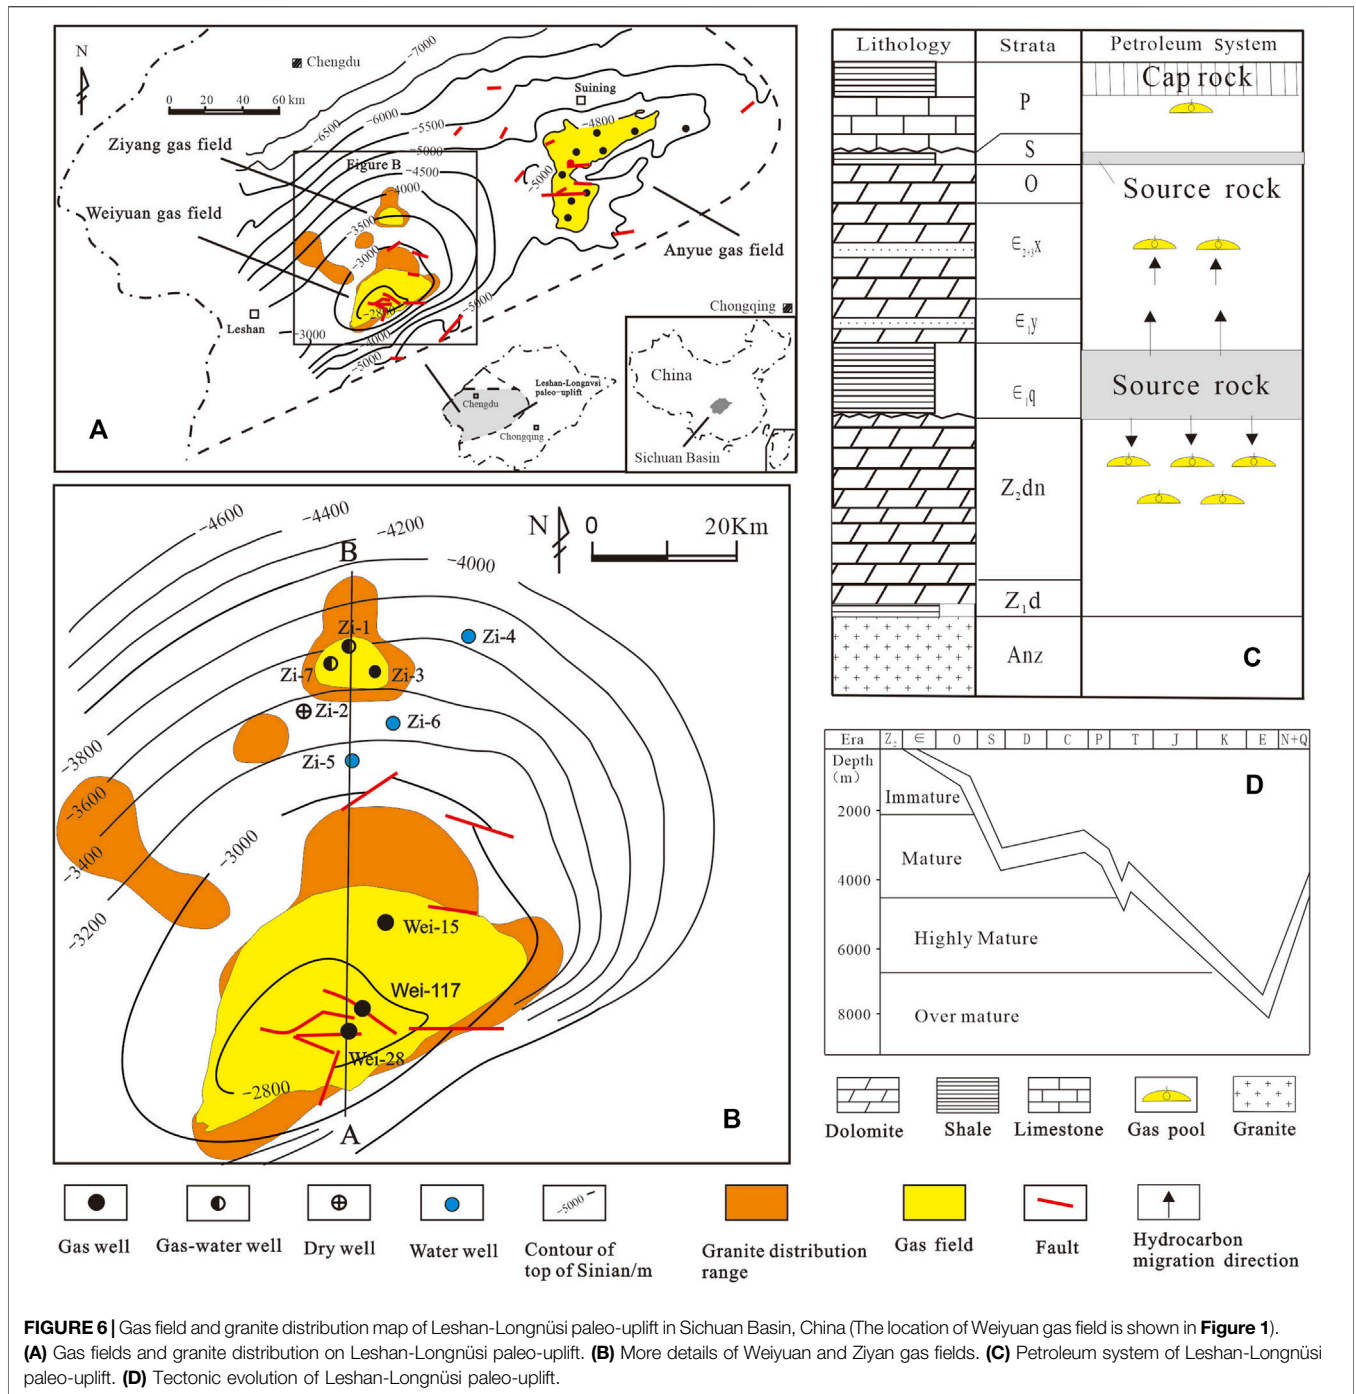 N
Chengdu
0 20 40 60 km
Ziyang gas field
Weiyuan gas field
Figure B
-7000
-6500
-6000
-5500
-5000
-4500
-4000
-3500
-3000
-2800
-3000
-4000
-5000
-5000
Suining
-4800
-5000
Anyue gas field
Chongqing
Leshan
Leshan-Longnvsi
paleo-uplift
Chengdu
Chongqing
China
Sichuan Basin
A
-4600
-4400
-4200
-4000
N
0 20Km
B
Zi-1
Zi-4
Zi-7
Zi-3
Zi-2
Zi-6
Zi-5
-3800
-3600
-3400
-3200
-3000
Wei-15
Wei-117
Wei-28
-2800
A
B
Lithology Strata Petroleum System
P
S
O
∈2+3x
∈1y
∈1q
Z2dn
Z1d
Anz
Cap rock
Source rock
Source rock
C
Era Z2 ∈ O S D C P T J K E N+Q
Depth
(m)
2000
4000
6000
8000
Immature
Mature
Highly Mature
Over mature
D
Dolomite Shale Limestone Gas pool Granite
-5000
Gas well Gas-water well Dry well Water well Contour of
top of Sinian/m
Granite distribution
range
Gas field Fault Hydrocarbon
migration direction
FIGURE 6 | Gas field and granite distribution map of Leshan-Longnüsi paleo-uplift in Sichuan Basin, China (The location of Weiyuan gas field is shown in Figure 1).
(A) Gas fields and granite distribution on Leshan-Longnüsi paleo-uplift. (B) More details of Weiyuan and Ziyan gas fields. (C) Petroleum system of Leshan-Longnüsi
paleo-uplift. (D) Tectonic evolution of Leshan-Longnüsi paleo-uplift.